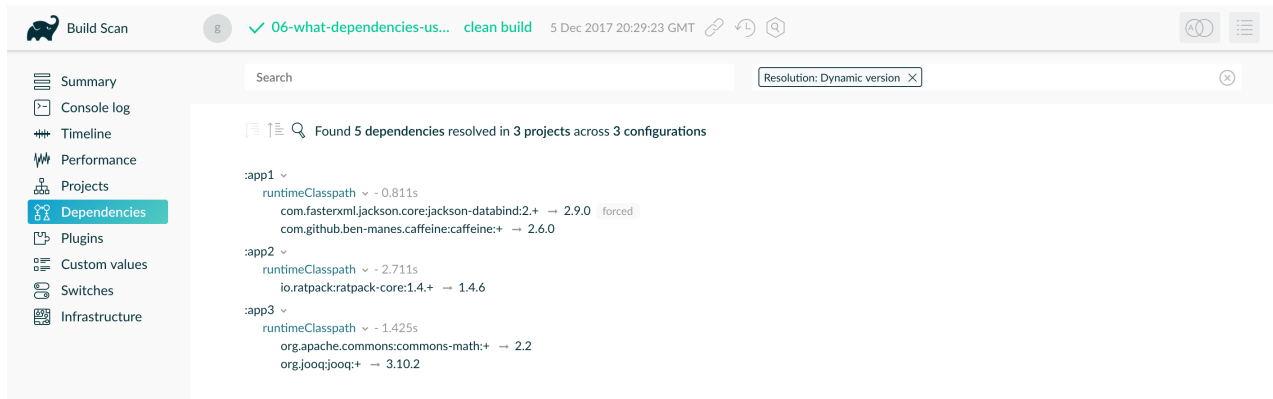 Build Scan
g
06-what-dependencies-us... clean build 5 Dec 2017 20:29:23 GMT
Summary
Console log
Timeline
Performance
Projects
Dependencies
Plugins
Custom values
Switches
Infrastructure
Search
Resolution: Dynamic version
Found 5 dependencies resolved in 3 projects across 3 configurations
:app1
runtimeClasspath - 0.811s
com.fasterxml.jackson.core:jackson-databind:2.+ → 2.9.0 forced
com.github.ben-manes.caffeine:caffeine:+ → 2.6.0
:app2
runtimeClasspath - 2.711s
io.ratpack:ratpack-core:1.4.+ → 1.4.6
:app3
runtimeClasspath - 1.425s
org.apache.commons:commons-math:+ → 2.2
org.jooq:jooq:+ → 3.10.2